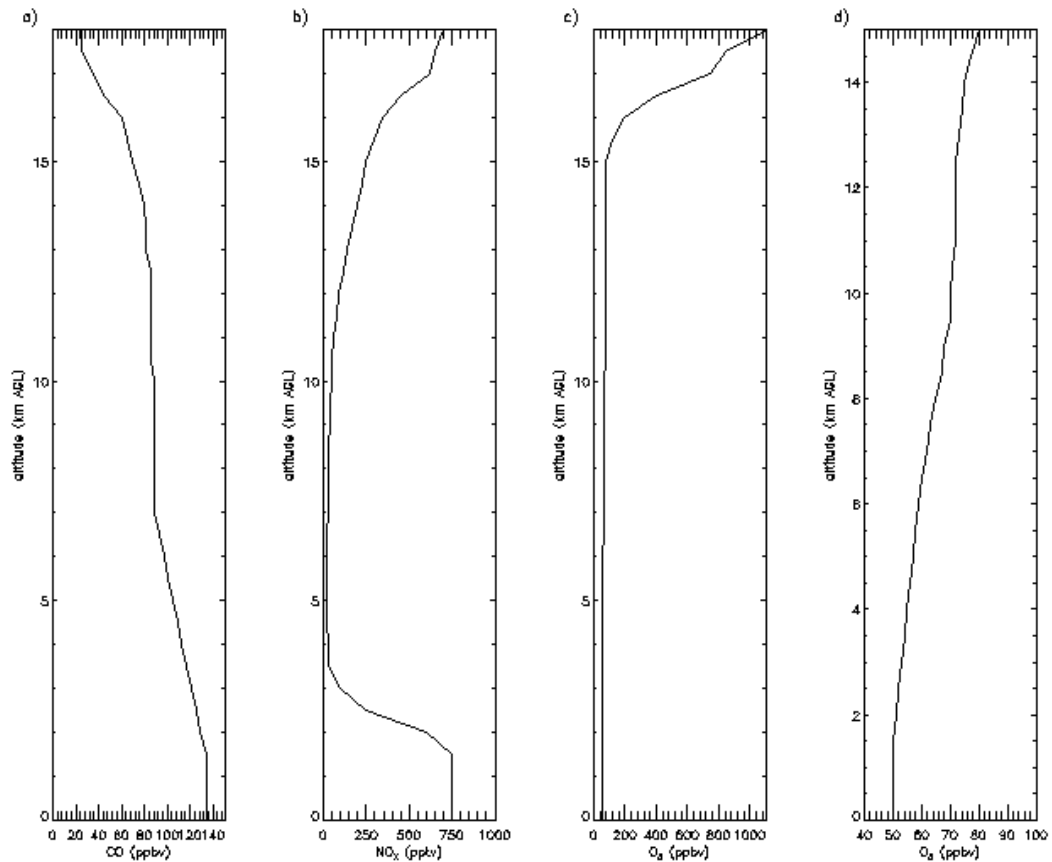 a)
b)
c)
d)
15
10
5
0
altitude (km AGL)
0 20 40 60 80 100 120 140
CO (ppbv)
15
10
5
0
altitude (km AGL)
0 250 500 750 1000
NOx (pptv)
15
10
5
0
altitude (km AGL)
0 200 400 600 800 1000
O₃ (ppbv)
14
12
10
8
6
4
2
0
altitude (km AGL)
40 50 60 70 80 90 100
O₃ (ppbv)